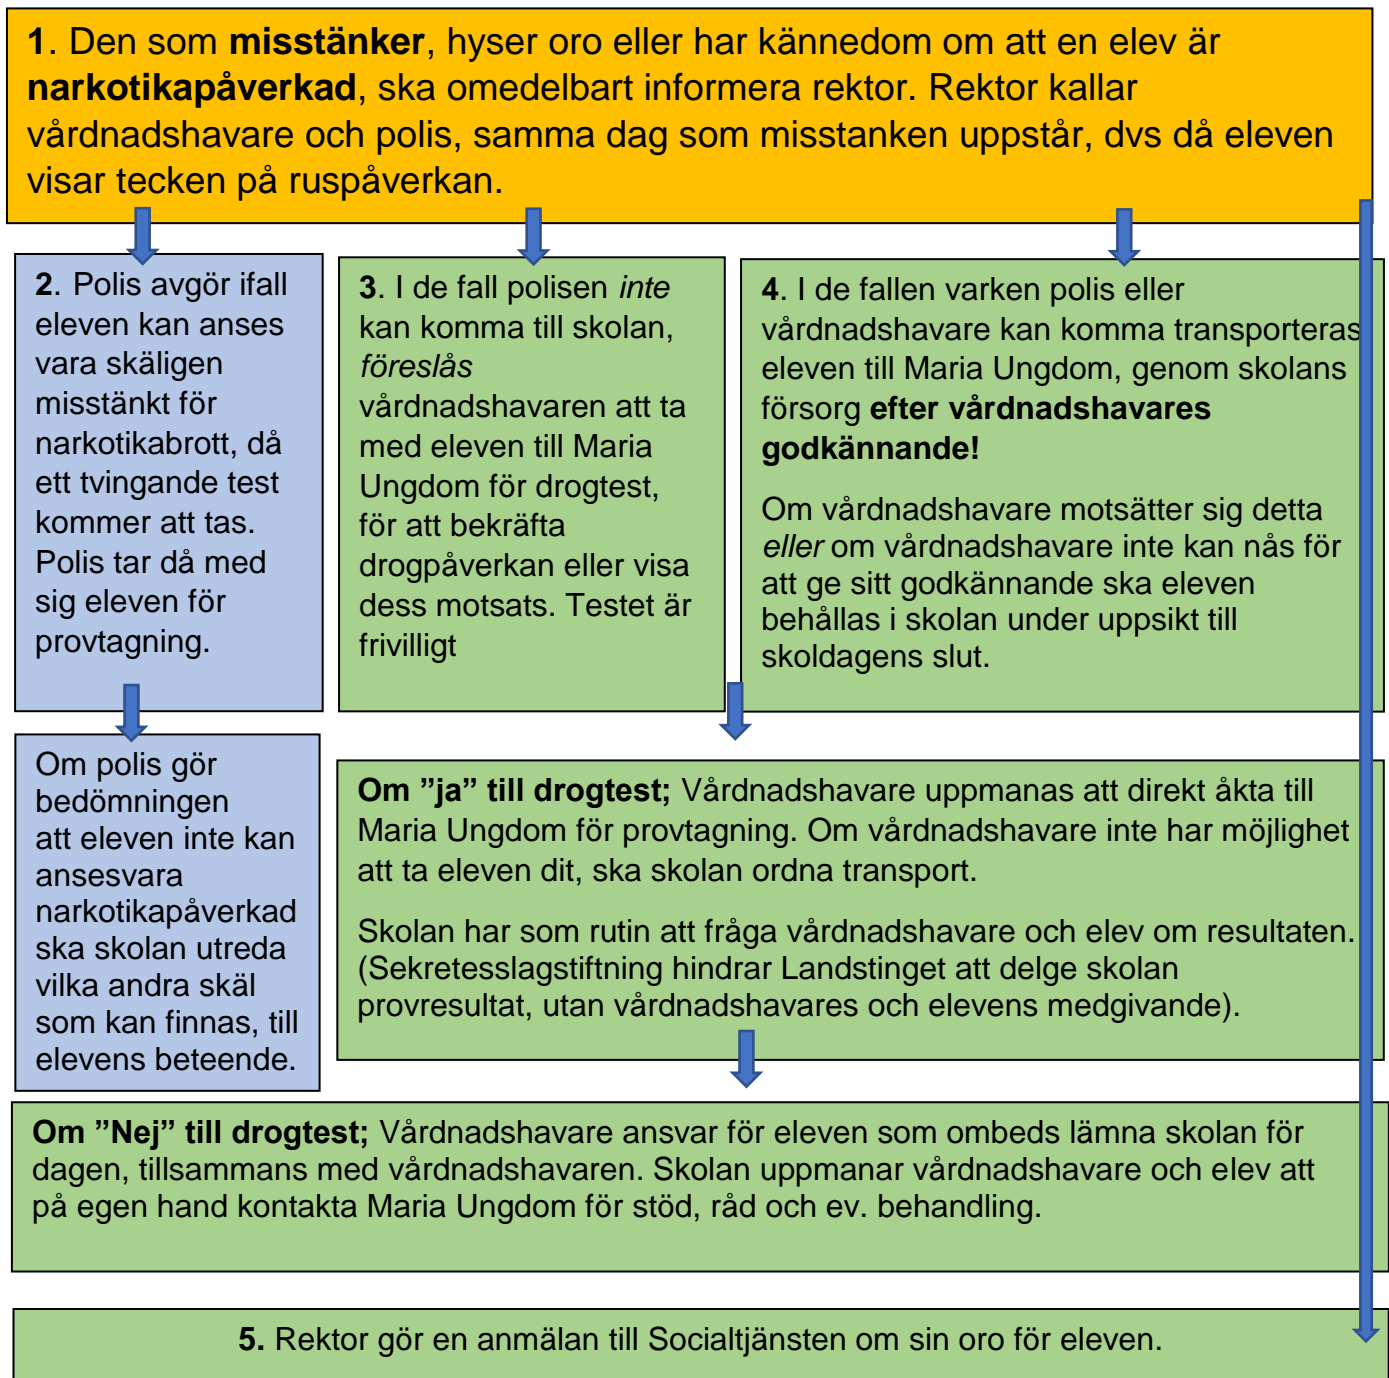 1. Den som misstänker, hyser oro eller har kännedom om att en elev är
narkotikapåverkad, ska omedelbart informera rektor. Rektor kallar
vårdnadshavare och polis, samma dag som misstanken uppstår, dvs då eleven
visar tecken på ruspåverkan.
2. Polis avgör ifall
eleven kan anses
vara skäligen
misstänkt för
narkotikabrott, då
ett tvingande test
kommer att tas.
Polis tar då med
sig eleven för
provtagning.
3. I de fall polisen inte
kan komma till skolan,
föreslås
vårdnadshavaren att ta
med eleven till Maria
Ungdom för drogtest,
för att bekräfta
drogpåverkan eller visa
dess motsats. Testet är
frivilligt
4. I de fallen varken polis eller
vårdnadshavare kan komma transporteras
eleven till Maria Ungdom, genom skolans
försorg efter vårdnadshavares
godkännande!
Om vårdnadshavare motsätter sig detta
eller om vårdnadshavare inte kan nås för
att ge sitt godkännande ska eleven
behållas i skolan under uppsikt till
skoldagens slut.
Om polis gör
bedömningen
att eleven inte kan
ansesvara
narkotikapåverkad
ska skolan utreda
vilka andra skäl
som kan finnas, till
elevens beteende.
Om ”ja” till drogtest; Vårdnadshavare uppmanas att direkt åkta till
Maria Ungdom för provtagning. Om vårdnadshavare inte har möjlighet
att ta eleven dit, ska skolan ordna transport.
Skolan har som rutin att fråga vårdnadshavare och elev om resultaten.
(Sekretesslagstiftning hindrar Landstinget att delge skolan
provresultat, utan vårdnadshavares och elevens medgivande).
Om ”Nej” till drogtest; Vårdnadshavare ansvar för eleven som ombeds lämna skolan för
dagen, tillsammans med vårdnadshavaren. Skolan uppmanar vårdnadshavare och elev att
på egen hand kontakta Maria Ungdom för stöd, råd och ev. behandling.
5. Rektor gör en anmälan till Socialtjänsten om sin oro för eleven.